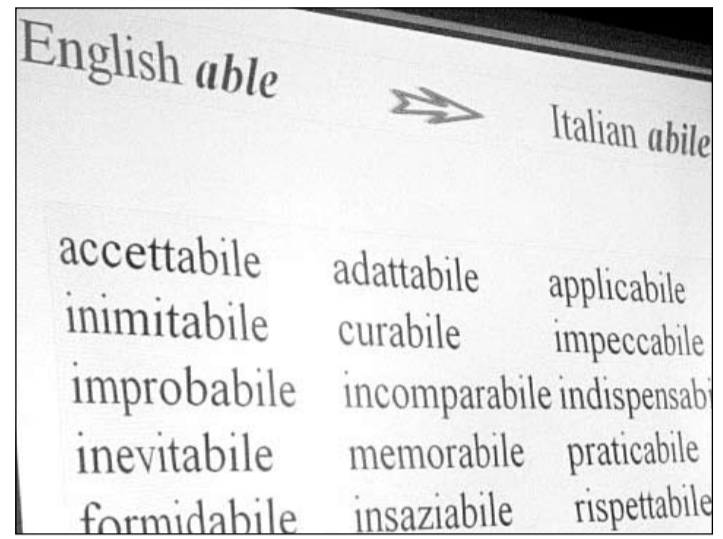 English able Italian abile
accettabile adattabile applicabile
inimitabile curabile impeccabile
improbabile incomparabile indispensabi
inevitabile memorabile praticabile
formidabile insaziabile rispettabile